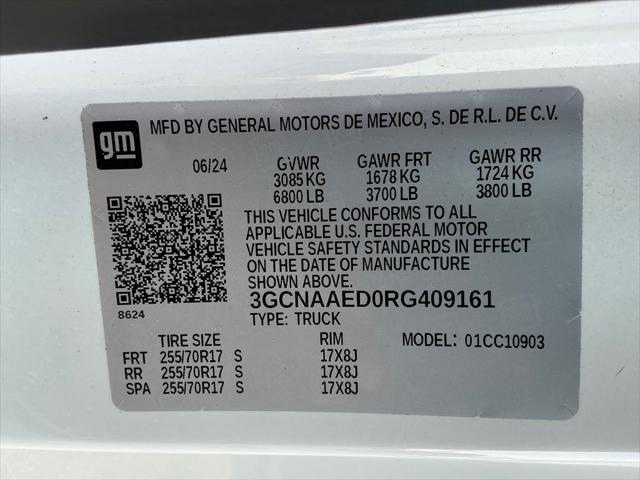 gm
MFD BY GENERAL MOTORS DE MEXICO, S. DE R.L. DE C.V.
06/24 GVWR GAWR FRT GAWR RR
3085 KG 1678 KG 1724 KG
6800 LB 3700 LB 3800 LB
THIS VEHICLE CONFORMS TO ALL
APPLICABLE U.S. FEDERAL MOTOR
VEHICLE SAFETY STANDARDS IN EFFECT
ON THE DATE OF MANUFACTURE
SHOWN ABOVE.
3GCNAAED0RG409161
8624
TYPE: TRUCK
TIRE SIZE RIM MODEL: 01CC10903
FRT 255/70R17 S 17X8J
RR 255/70R17 S 17X8J
SPA 255/70R17 S 17X8J